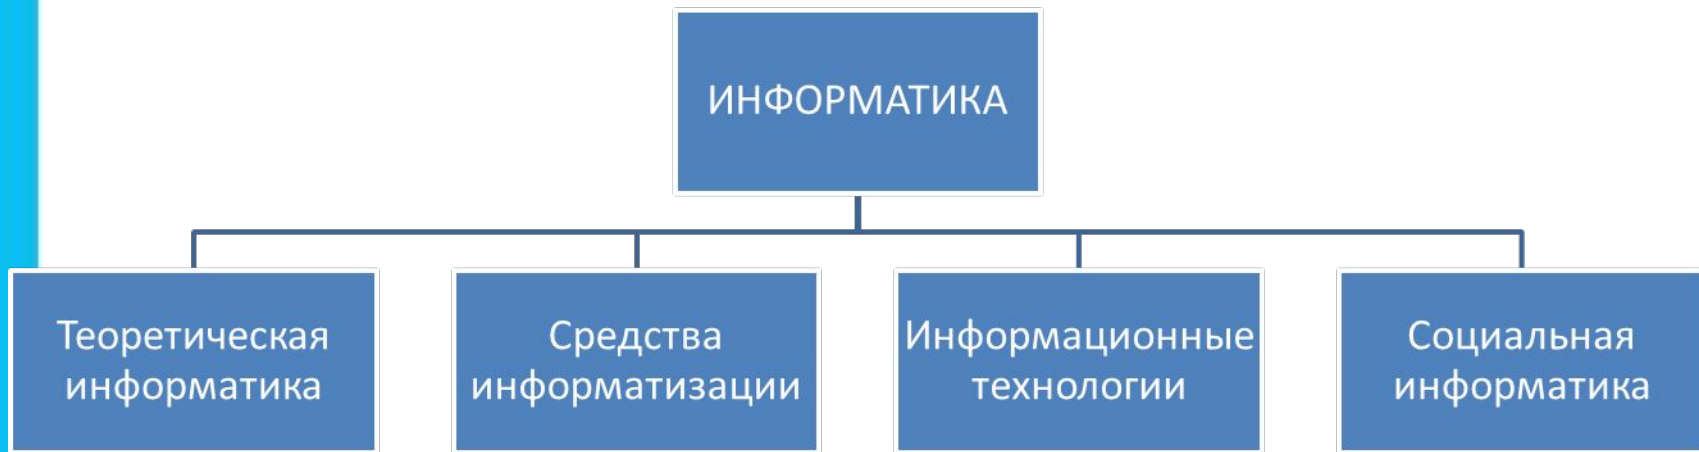 ИНФОРМАТИКА
Теоретическая
информатика
Средства
информатизации
Информационные
технологии
Социальная
информатика